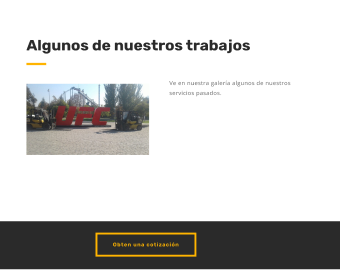 Algunos de nuestros trabajos
Ve en nuestra galería algunos de nuestros
servicios pasados.
UFC
Obten una cotización